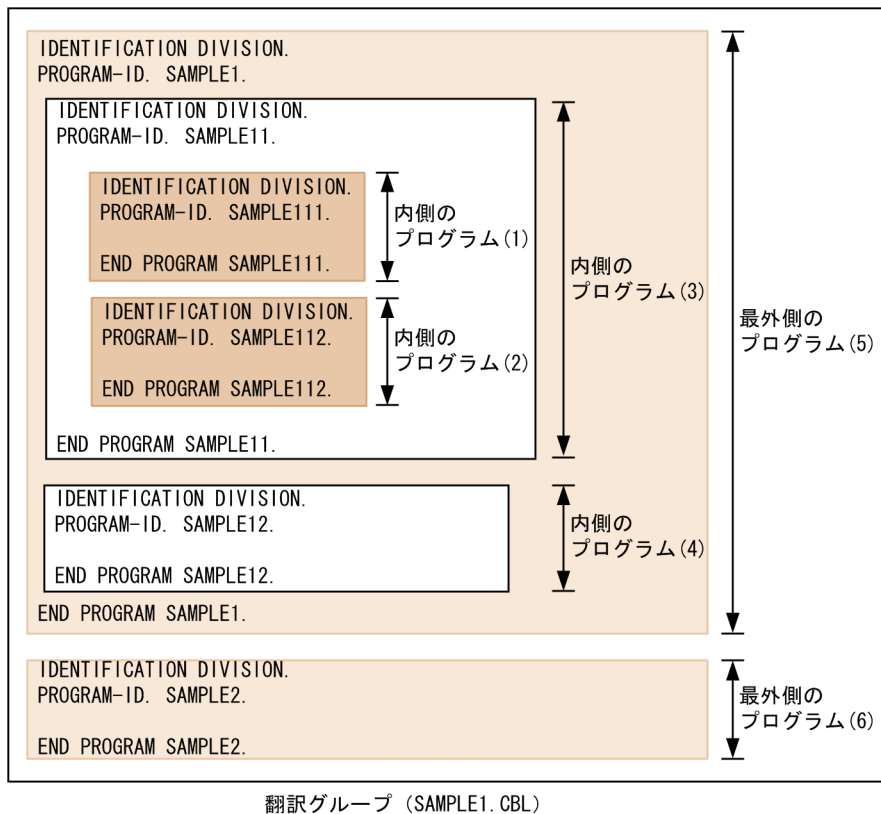 IDENTIFICATION DIVISION.
PROGRAM-ID. SAMPLE1.
IDENTIFICATION DIVISION.
PROGRAM-ID. SAMPLE11.
IDENTIFICATION DIVISION.
PROGRAM-ID. SAMPLE111.
END PROGRAM SAMPLE111.
内側の
プログラム(1)
IDENTIFICATION DIVISION.
PROGRAM-ID. SAMPLE112.
END PROGRAM SAMPLE112.
内側の
プログラム(2)
END PROGRAM SAMPLE11.
内側の
プログラム(3)
IDENTIFICATION DIVISION.
PROGRAM-ID. SAMPLE12.
END PROGRAM SAMPLE12.
内側の
プログラム(4)
END PROGRAM SAMPLE1.
最外側の
プログラム(5)
IDENTIFICATION DIVISION.
PROGRAM-ID. SAMPLE2.
END PROGRAM SAMPLE2.
最外側の
プログラム(6)
翻訳グループ（SAMPLE1.CBL）